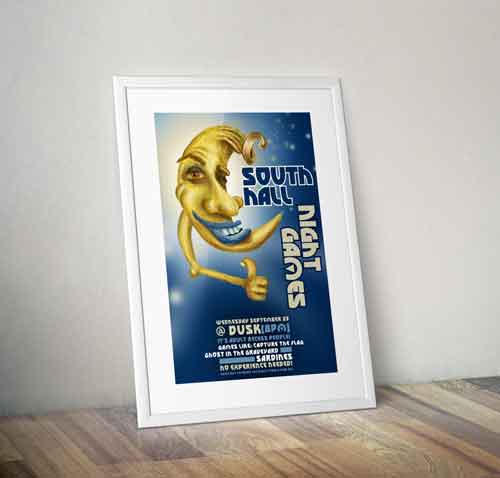 SOUTH
HALL
NIGHT
GAMES
WEDNESDAY SEPTEMBER 23
@ DUSK[8PM]
IT'S ADULT RECESS PEOPLE!
GAMES LIKE: CAPTURE THE FLAG
GHOST IN THE GRAVEYARD
SARDINES
NO EXPERIENCE NEEDED!